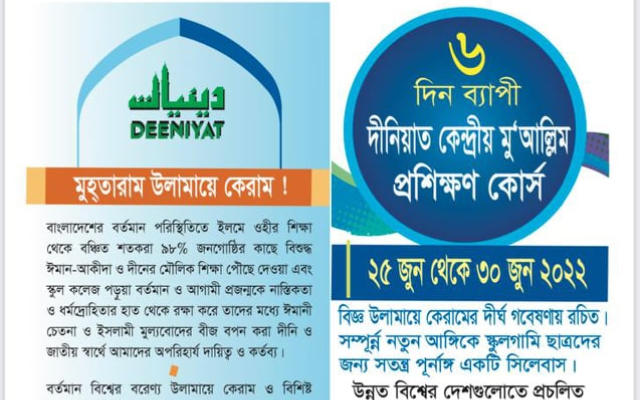 دینیات
DEENIYAT
মুহ্তারাম উলামায়ে কেরাম !
বাংলাদেশের বর্তমান পরিস্থিতিতে ইলমে ওহীর শিক্ষা
থেকে বঞ্চিত শতকরা ৯৮% জনগোষ্ঠির কাছে বিশুদ্ধ
ঈমান-আকীদা ও দীনের মৌলিক শিক্ষা পৌছে দেওয়া এবং
স্কুল কলেজ পড়ুয়া বর্তমান ও আগামী প্রজন্মকে নাস্তিকতা
ও ধর্মদ্রোহিতার হাত থেকে রক্ষা করে তাদের মধ্যে ঈমানী
চেতনা ও ইসলামী মূল্যবোদের বীজ বপন করা দীনি ও
জাতীয় স্বার্থে আমাদের অপরিহার্য দায়িত্ব ও কর্তব্য।
বর্তমান বিশ্বের বরেণ্য উলামায়ে কেরাম ও বিশিষ্ট
৬
দিন ব্যাপী
দীনিয়াত কেন্দ্রীয় মু'আল্লিম
প্রশিক্ষণ কোর্স
২৫ জুন থেকে ৩০ জুন ২০২২
বিজ্ঞ উলামায়ে কেরামের দীর্ঘ গবেষণায় রচিত।
সম্পূর্ন নতুন আঙ্গিকে স্কুলগামি ছাত্রদের
জন্য সতন্ত্র পূর্নাঙ্গ একটি সিলেবাস।
উন্নত বিশ্বের দেশগুলোতে প্রচলিত